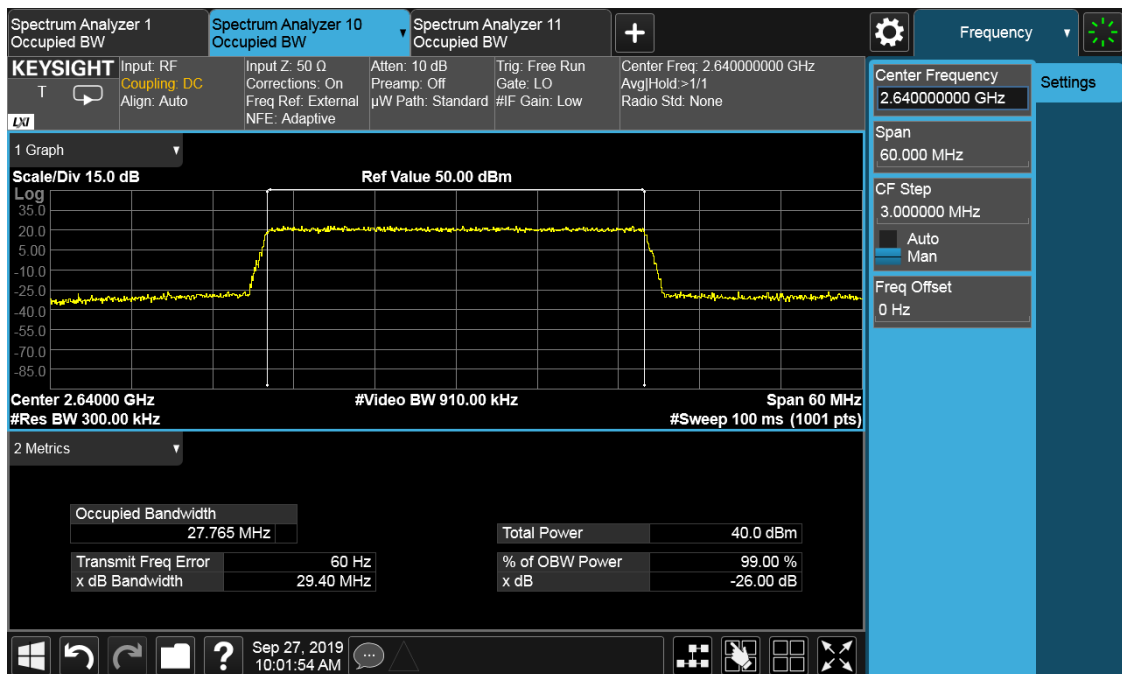 Spectrum Analyzer 1
Occupied BW
Spectrum Analyzer 10
Occupied BW
Spectrum Analyzer 11
Occupied BW
+
Frequency
KEYSIGHT
T
LXI
Input: RF
Coupling: DC
Align: Auto
Input Z: 50 Ω
Corrections: On
Freq Ref: External
NFE: Adaptive
Atten: 10 dB
Preamp: Off
µW Path: Standard
Trig: Free Run
Gate: LO
#IF Gain: Low
Center Freq: 2.640000000 GHz
Avg|Hold:>1/1
Radio Std: None
1 Graph
Scale/Div 15.0 dB
Ref Value 50.00 dBm
Log
35.0
20.0
5.00
-10.0
-25.0
-40.0
-55.0
-70.0
-85.0
Center 2.64000 GHz
#Video BW 910.00 kHz
Span 60 MHz
#Res BW 300.00 kHz
#Sweep 100 ms (1001 pts)
2 Metrics
Occupied Bandwidth
27.765 MHz
Total Power 40.0 dBm
Transmit Freq Error 60 Hz
% of OBW Power 99.00 %
x dB Bandwidth 29.40 MHz
x dB -26.00 dB
?
Sep 27, 2019
10:01:54 AM
Center Frequency
2.640000000 GHz
Settings
Span
60.000 MHz
CF Step
3.000000 MHz
Auto
Man
Freq Offset
0 Hz